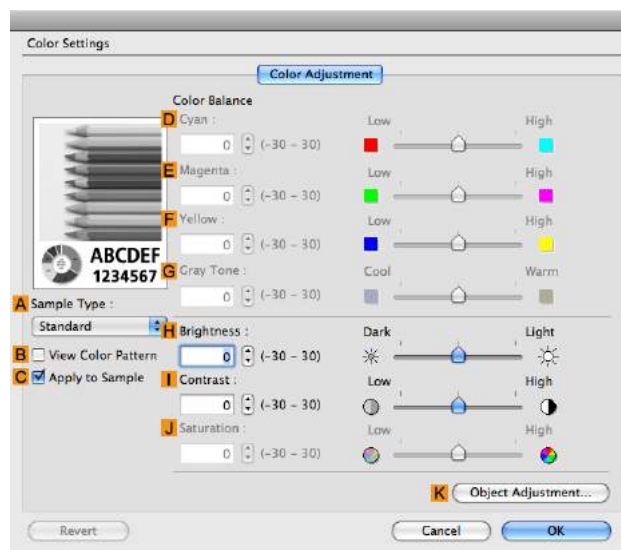 Color Settings
Color Adjustment
Color Balance
D Cyan :
Low High
0 (-30 - 30)
E Magenta :
Low High
0 (-30 - 30)
F Yellow :
Low High
0 (-30 - 30)
G Gray Tone :
Cool Warm
0 (-30 - 30)
ABCDEF
1234567
A Sample Type :
Standard
B View Color Pattern
C Apply to Sample
H Brightness :
Dark Light
0 (-30 - 30)
I Contrast :
Low High
0 (-30 - 30)
J Saturation :
Low High
0 (-30 - 30)
K Object Adjustment...
Revert Cancel OK